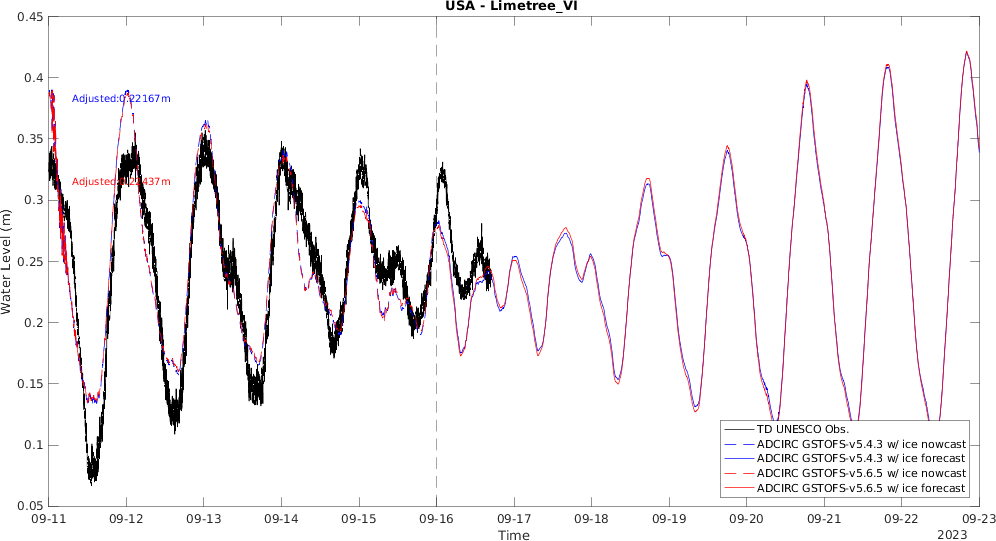 USA - Limetree_VI
0.45
0.4
0.35
0.3
0.25
0.2
0.15
0.1
0.05
Water Level (m)
Adjusted:0.22167m
Adjusted:0.22437m
TD UNESCO Obs.
ADCIRC GSTOFS-v5.4.3 w/ ice nowcast
ADCIRC GSTOFS-v5.4.3 w/ ice forecast
ADCIRC GSTOFS-v5.6.5 w/ ice nowcast
ADCIRC GSTOFS-v5.6.5 w/ ice forecast
09-11 09-12 09-13 09-14 09-15 09-16 09-17 09-18 09-19 09-20 09-21 09-22 09-23
Time
2023